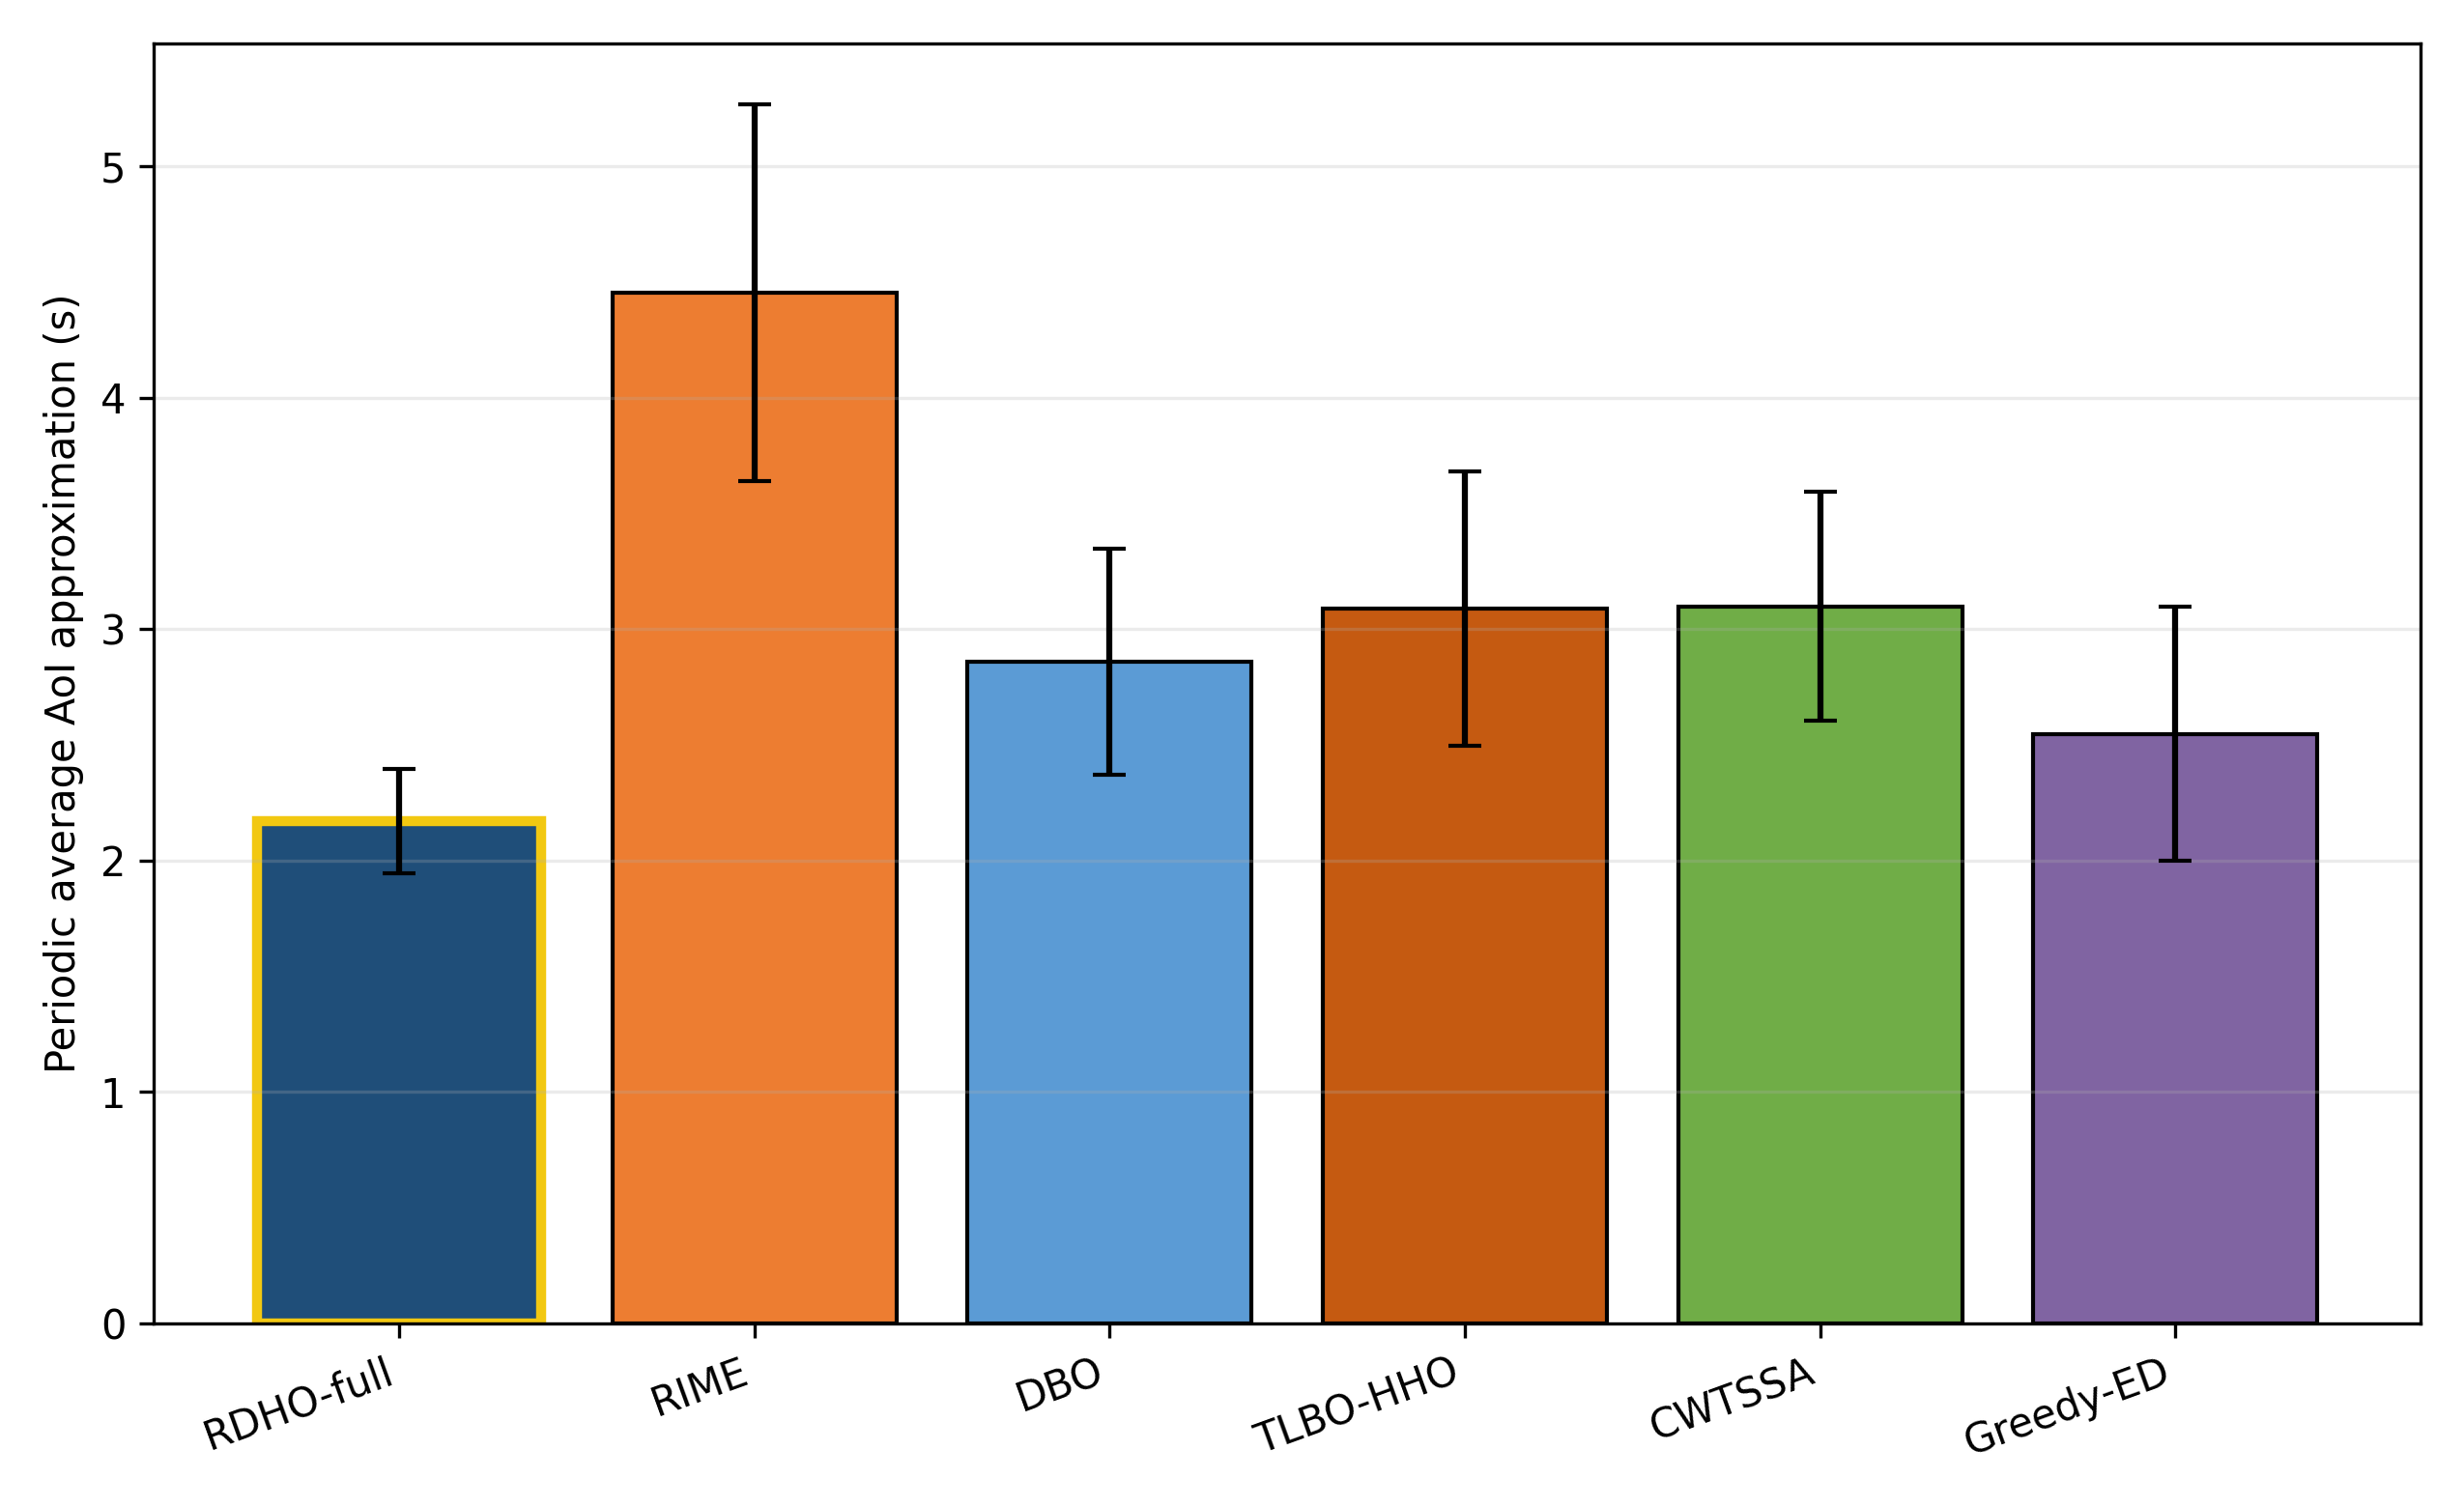 Periodic average AoI approximation (s)
5
4
3
2
1
0
RDHO-full
RIME
DBO
TLBO-HHO
CWTSSA
Greedy-ED